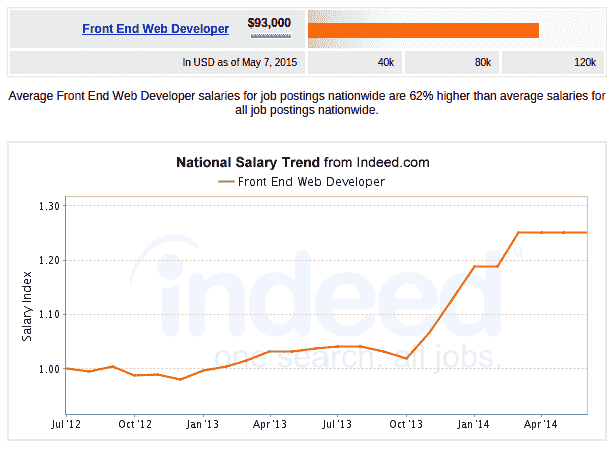 Front End Web Developer $93,000
In USD as of May 7, 2015 40k 80k 120k
Average Front End Web Developer salaries for job postings nationwide are 62% higher than average salaries for
all job postings nationwide.
National Salary Trend from Indeed.com
Front End Web Developer
1.30
1.20
1.10
1.00
Salary Index
indeed
TM
one search. all jobs.
Jul '12 Oct '12 Jan '13 Apr '13 Jul '13 Oct '13 Jan '14 Apr '14